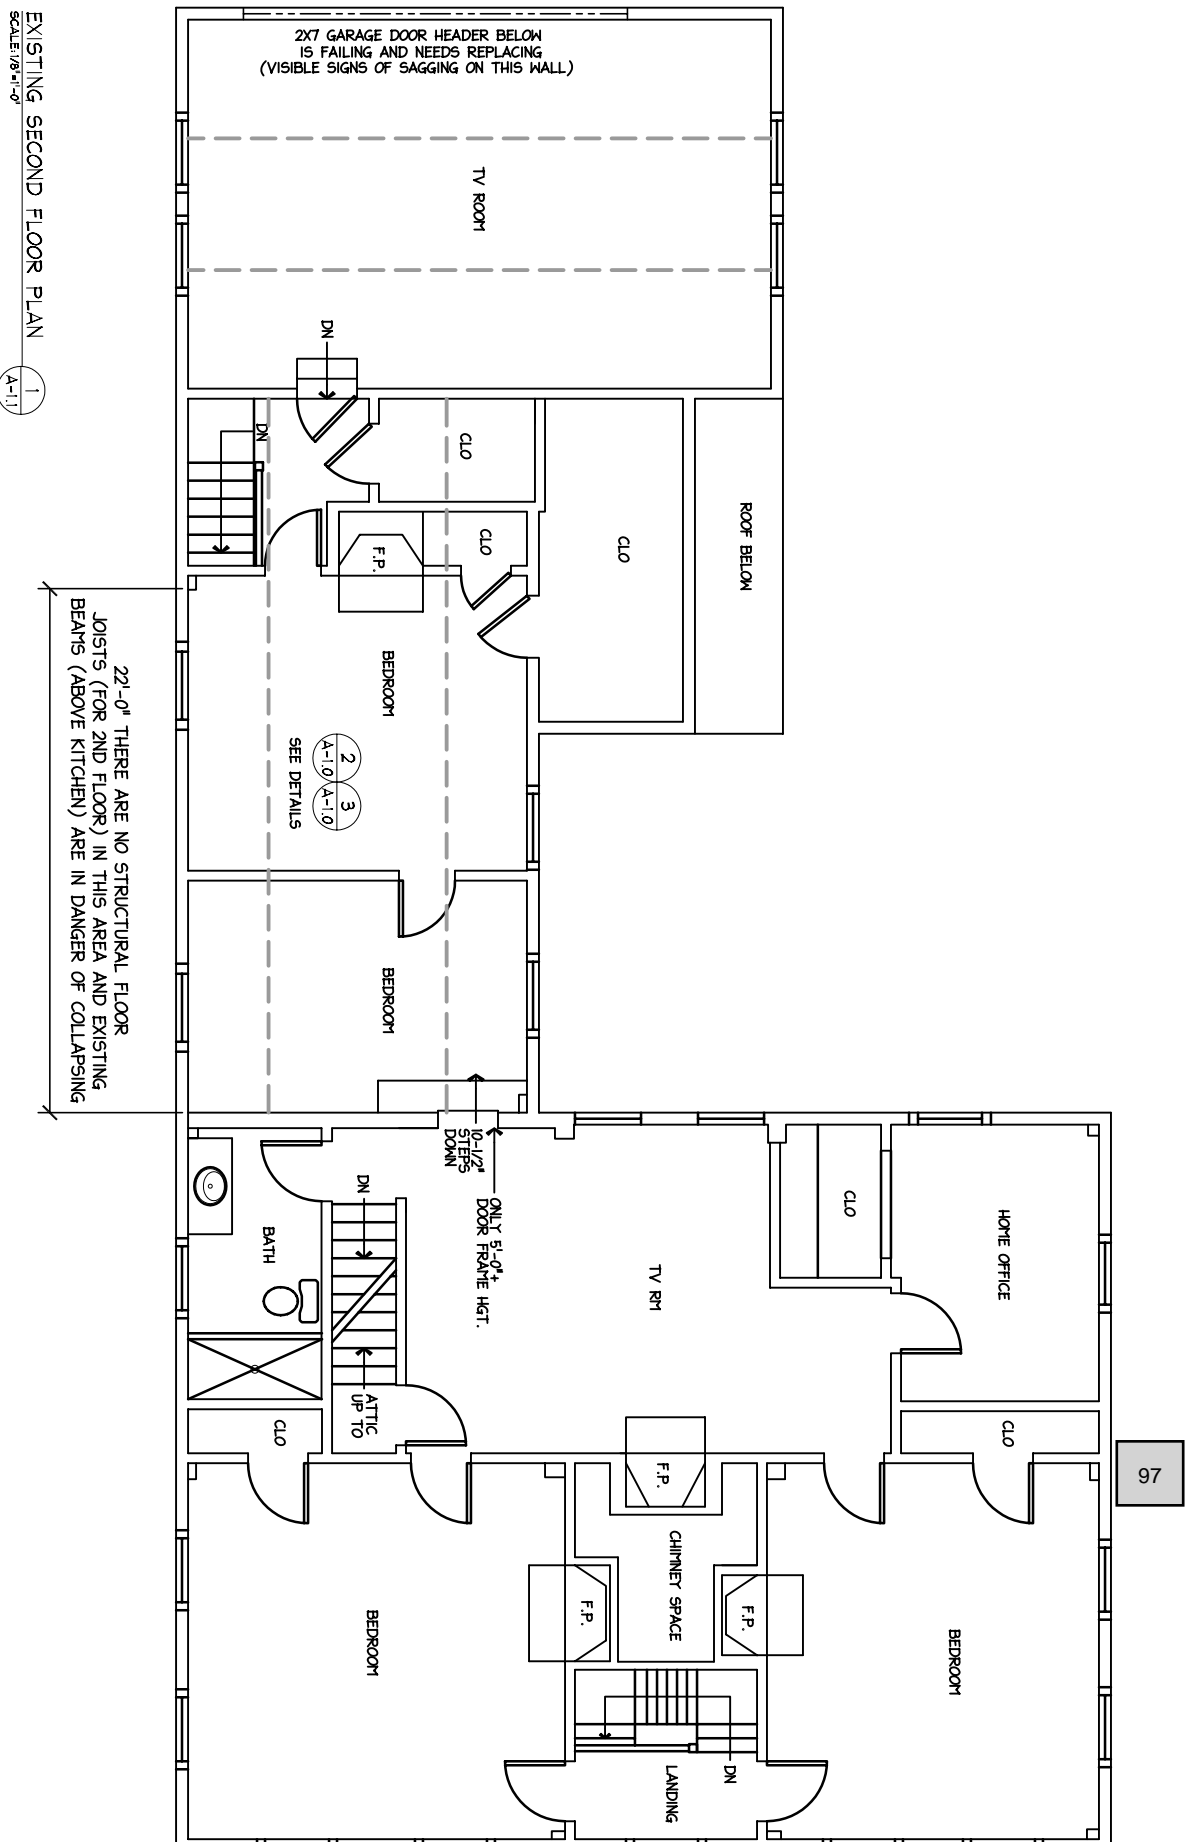 2X7 GARAGE DOOR HEADER BELOW
IS FAILING AND NEEDS REPLACING
(VISIBLE SIGNS OF SAGGING ON THIS WALL)
TV ROOM
DN
DN
CLO
CLO
CLO
ROOF BELOW
F.P.
BEDROOM
2
A-1.0
3
A-1.0
SEE DETAILS
BEDROOM
22'-0" THERE ARE NO STRUCTURAL FLOOR
JOISTS (FOR 2ND FLOOR) IN THIS AREA AND EXISTING
BEAMS (ABOVE KITCHEN) ARE IN DANGER OF COLLAPSING
10-1/2"
STEPS
DOWN
ONLY 5'-0"+
DOOR FRAME HGT.
DN
BATH
TV RM
CLO
HOME OFFICE
ATTIC
UP TO
CLO
CLO
F.P.
CHIMNEY SPACE
F.P.
F.P.
BEDROOM
BEDROOM
DN
LANDING
EXISTING SECOND FLOOR PLAN
SCALE:1/8"=1'-0"
1
A-1.1
97